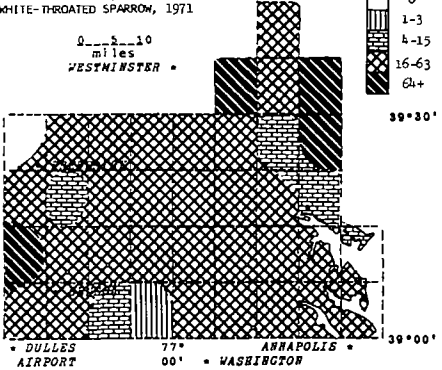 WHITE-THROATED SPARROW, 1971
0 5 10
miles
WESTMINSTER *
1-3
4-15
16-63
64+
39°30'
39°00'
* DULLES AIRPORT
77° 00'
ANNAPOLIS *
* WASHINGTON